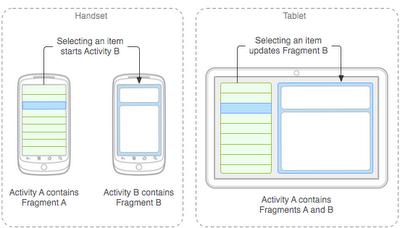 Handset
Selecting an item
starts Activity B
Activity A contains
Fragment A
Activity B contains
Fragment B
Tablet
Selecting an item
updates Fragment B
Activity A contains
Fragments A and B